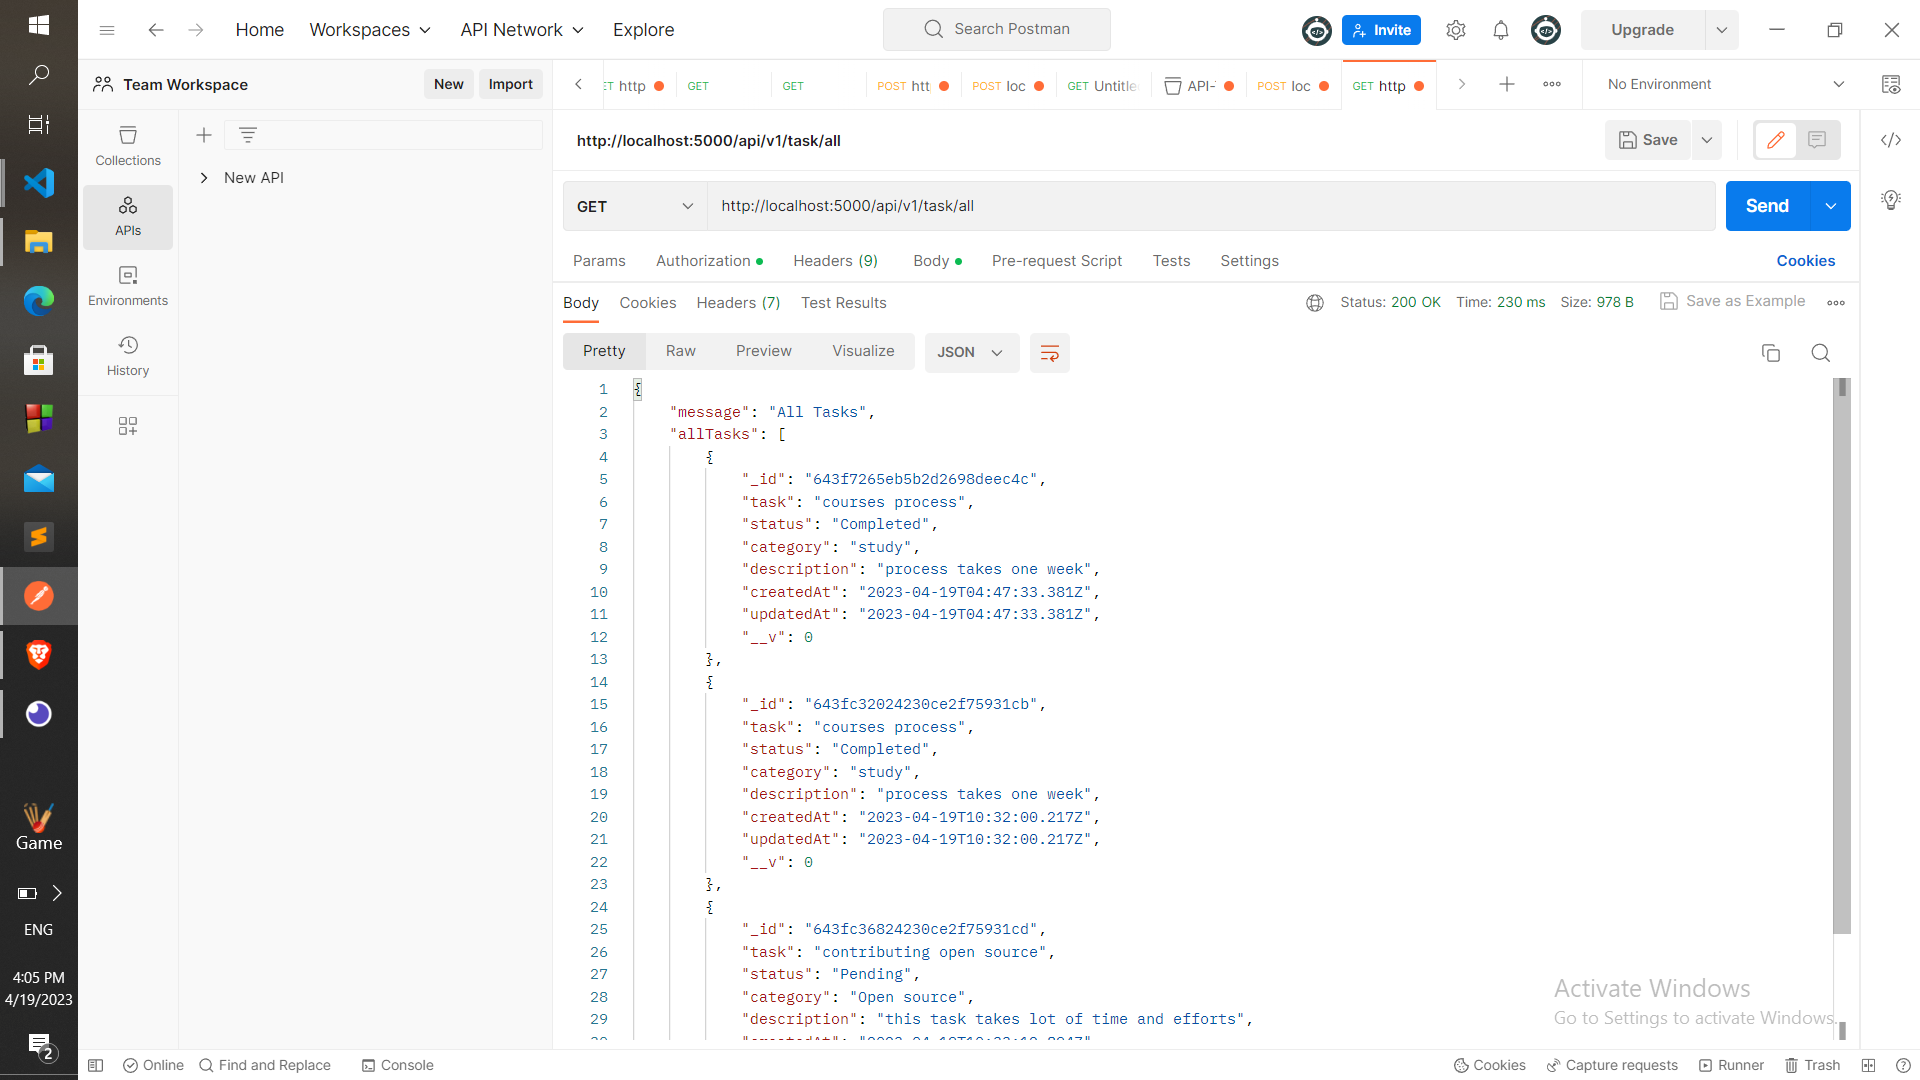 Home Workspaces API Network Explore Search Postman Invite Upgrade
Team Workspace New Import
http GET GET POST htt POST loc GET Untitle API- POST loc GET http No Environment
Collections
APIs
Environments
History
New API
http://localhost:5000/api/v1/task/all Save
GET http://localhost:5000/api/v1/task/all Send
Params Authorization Headers (9) Body Pre-request Script Tests Settings Cookies
Body Cookies Headers (7) Test Results Status: 200 OK Time: 230 ms Size: 978 B Save as Example
Pretty Raw Preview Visualize JSON
1 {
2 "message": "All Tasks",
3 "allTasks": [
4 {
5 "_id": "643f7265eb5b2d2698deec4c",
6 "task": "courses process",
7 "status": "Completed",
8 "category": "study",
9 "description": "process takes one week",
10 "createdAt": "2023-04-19T04:47:33.381Z",
11 "updatedAt": "2023-04-19T04:47:33.381Z",
12 "__v": 0
13 },
14 {
15 "_id": "643fc32024230ce2f75931cb",
16 "task": "courses process",
17 "status": "Completed",
18 "category": "study",
19 "description": "process takes one week",
20 "createdAt": "2023-04-19T10:32:00.217Z",
21 "updatedAt": "2023-04-19T10:32:00.217Z",
22 "__v": 0
23 },
24 {
25 "_id": "643fc36824230ce2f75931cd",
26 "task": "contributing open source",
27 "status": "Pending",
28 "category": "Open source",
29 "description": "this task takes lot of time and efforts",
Activate Windows
Go to Settings to activate Windows.
Game
ENG
4:05 PM
4/19/2023
2
Online Find and Replace Console Cookies Capture requests Runner Trash